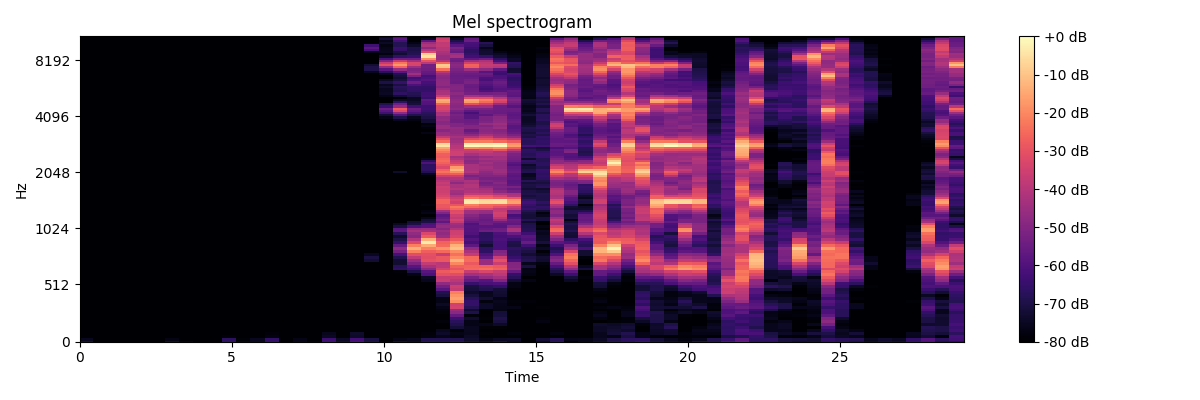 Mel spectrogram
Hz
8192
4096
2048
1024
512
0
0 5 10 15 20 25
Time
+0 dB
-10 dB
-20 dB
-30 dB
-40 dB
-50 dB
-60 dB
-70 dB
-80 dB